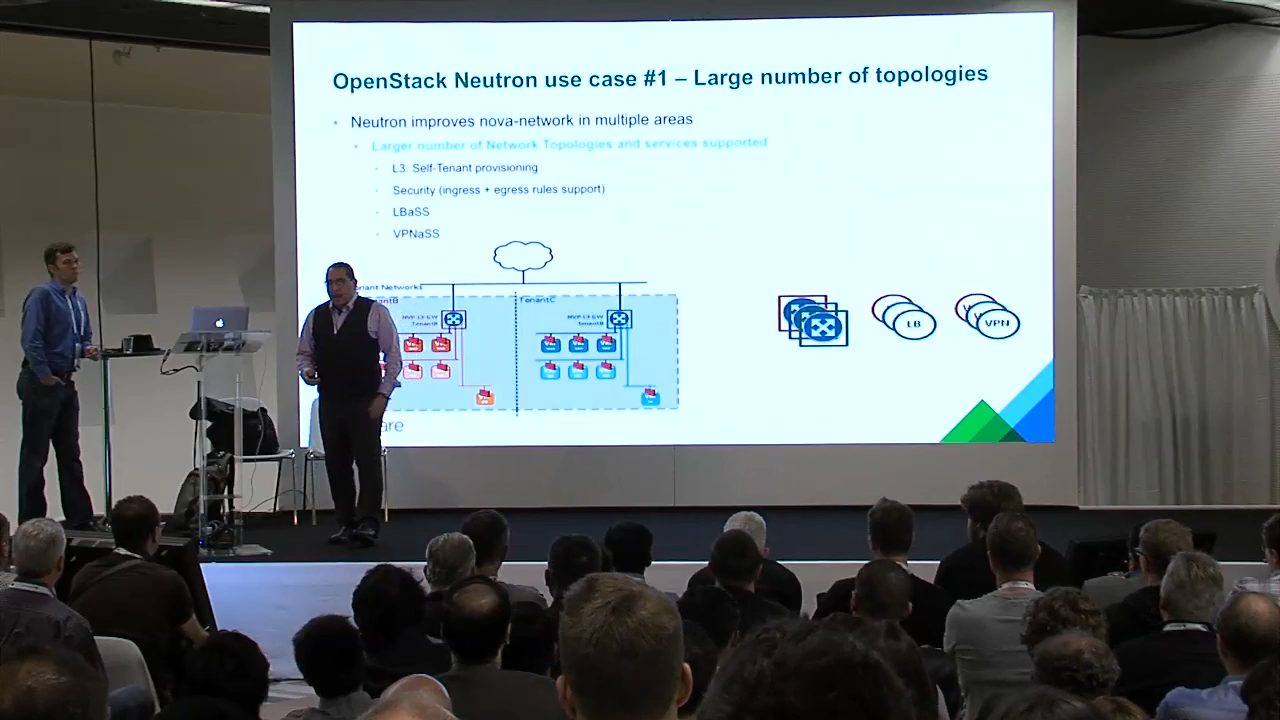 OpenStack Neutron use case #1 – Large number of topologies
Neutron improves nova-network in multiple areas
Larger number of Network Topologies and services supported
L3. Self-Tenant provisioning
Security (ingress + egress rules support)
LBaSS
VPNaSS
Networks
TenantC
LB
VPN